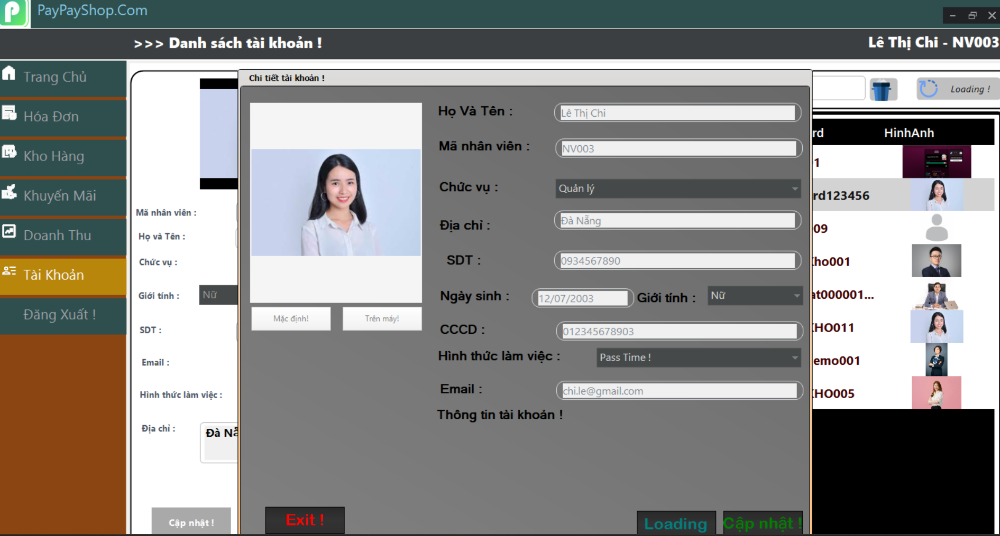 PayPayShop.Com
>>> Danh sách tài khoản !
Lê Thị Chi - NV003
Trang Chủ
Hóa Đơn
Kho Hàng
Khuyến Mãi
Doanh Thu
Tài Khoản
Đăng Xuất !
Mã nhân viên :
Họ và Tên :
Chức vụ :
Giới tính :
Nữ
SDT :
Email :
Hình thức làm việc :
Địa chỉ :
Đà Nẵ
Cập nhật !
Chi tiết tài khoản !
Mặc định!
Trên máy!
Họ Và Tên :
Lê Thị Chi
Mã nhân viên :
NV003
Chức vụ :
Quản lý
Địa chỉ :
Đà Nẵng
SDT :
0934567890
Ngày sinh :
12/07/2003
Giới tính :
Nữ
CCCD :
012345678903
Hình thức làm việc :
Pass Time !
Email :
chi.le@gmail.com
Thông tin tài khoản !
Exit !
Loading
Cập nhật !
Loading !
rd
HinhAnh
1
rd123456
09
ho001
at000001...
HO011
emo001
HO005